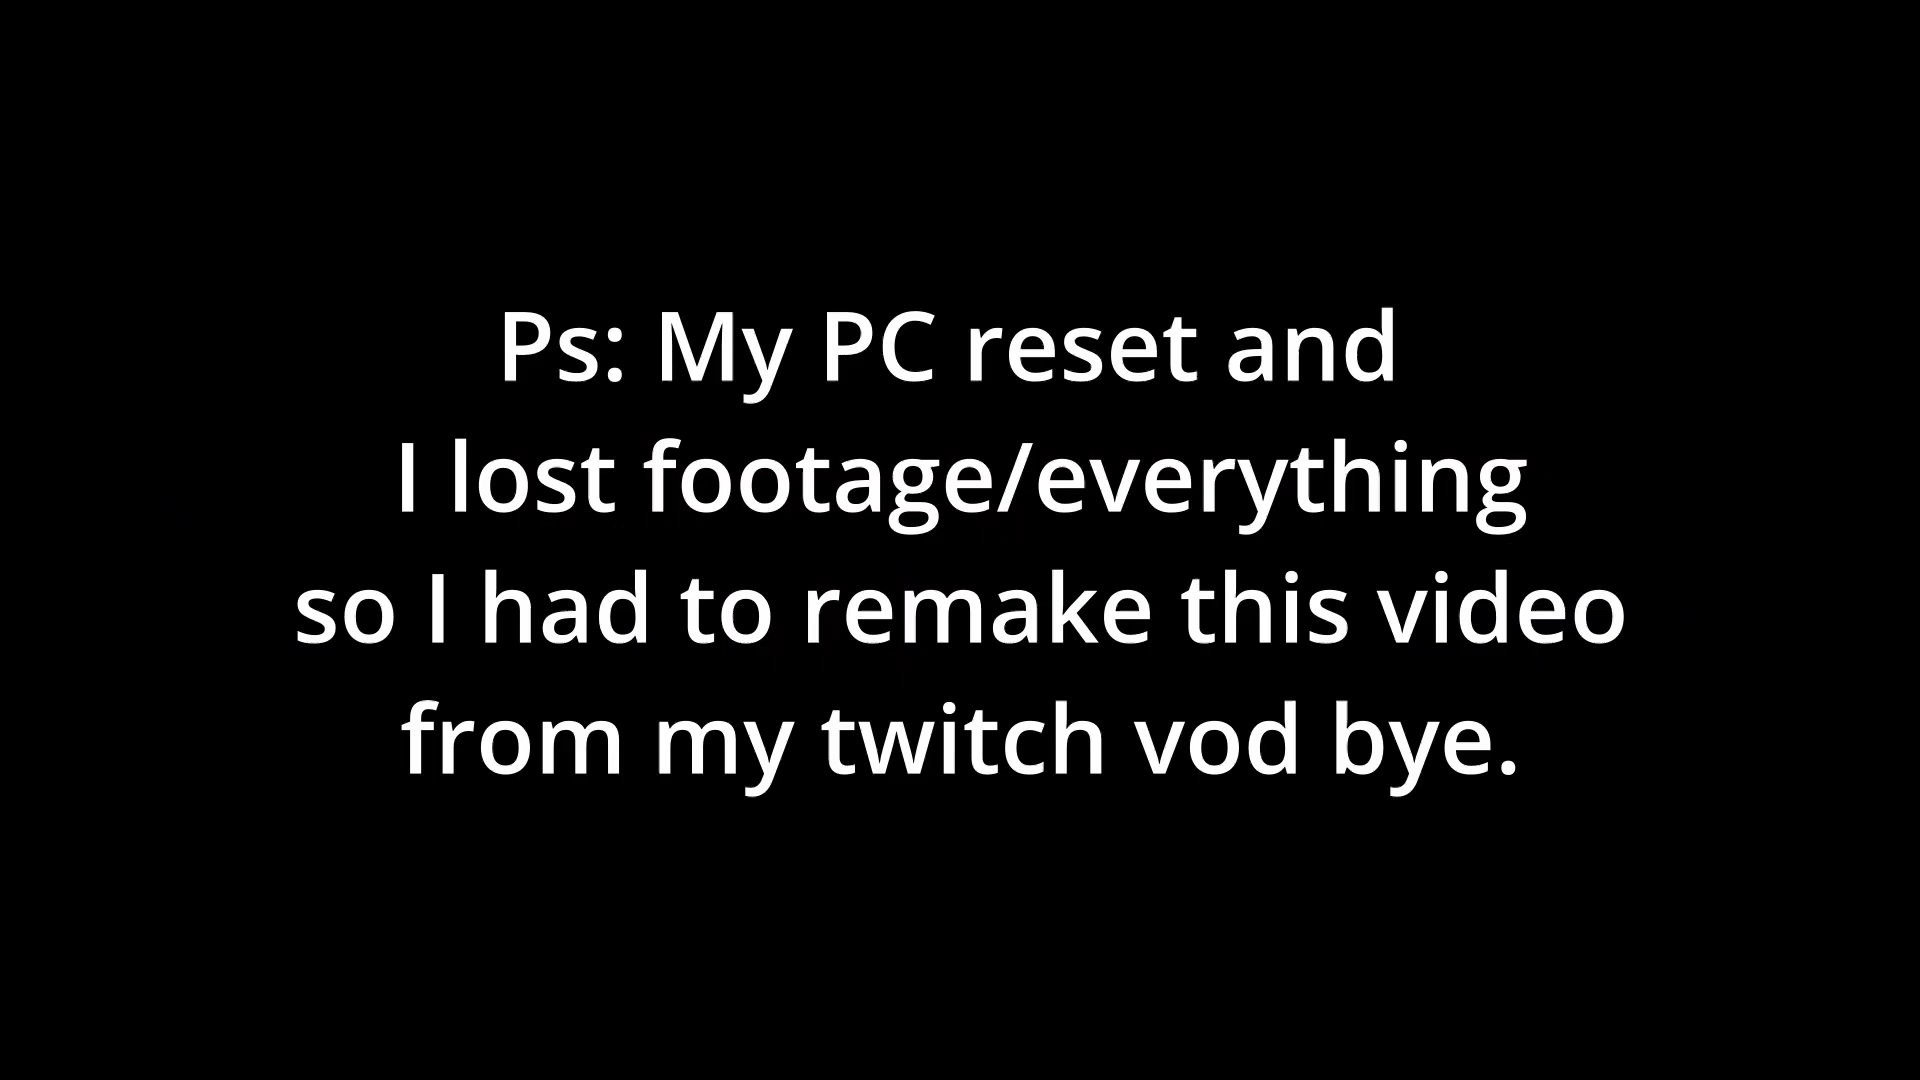 Ps: My PC reset and
I lost footage/everything
so I had to remake this video
from my twitch vod bye.